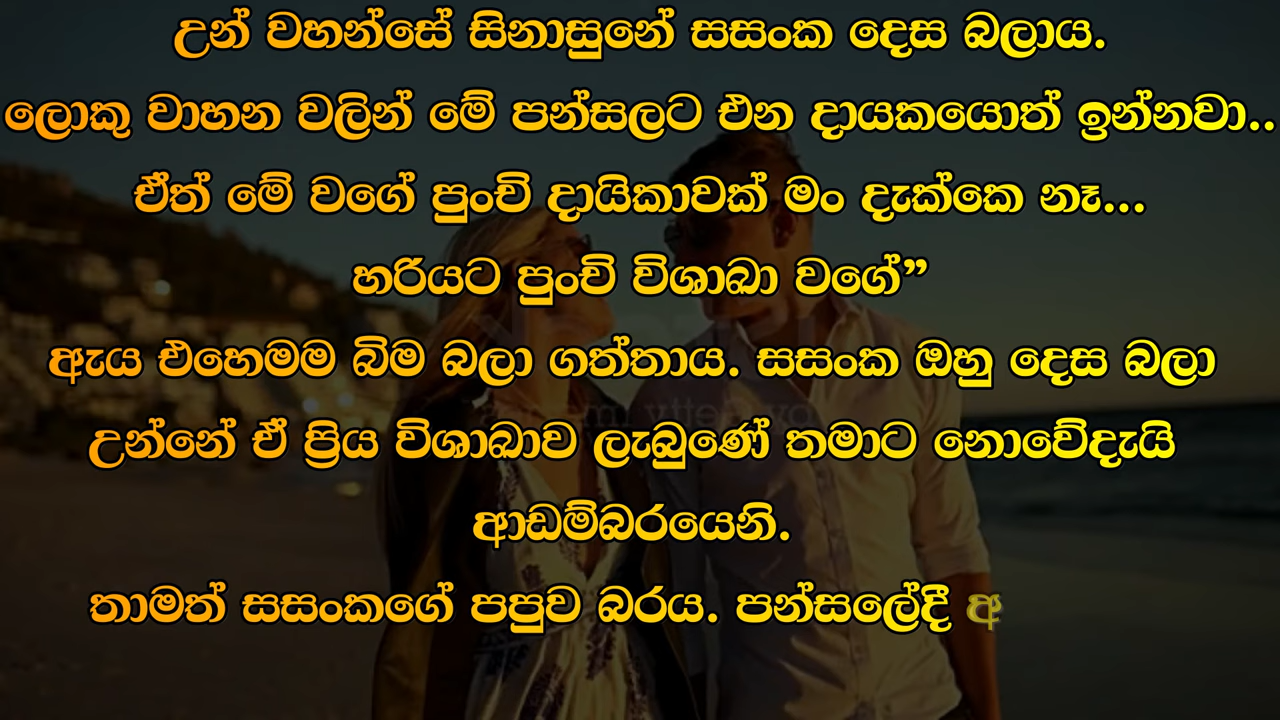 උන් වහන්සේ සිනාසුනේ සසංක දෙස බලාය.
ලොකු වාහන වලින් මේ පන්සලට එන දායකයොත් ඉන්නවා..
ඒත් මේ වගේ පුංචි දායිකාවක් මං දැක්කෙ නෑ...
හරියට පුංචි විශාඛා වගේ”
ඇය එහෙමම බිම බලා ගත්තාය. සසංක ඔහු දෙස බලා
උන්නේ ඒ ප්‍රිය විශාඛාව ලැබුණේ තමාට නොවේදැයි
ආඩම්බරයෙනි.
තාමත් සසංකගේ පපුව බරය. පන්සලේදී අ